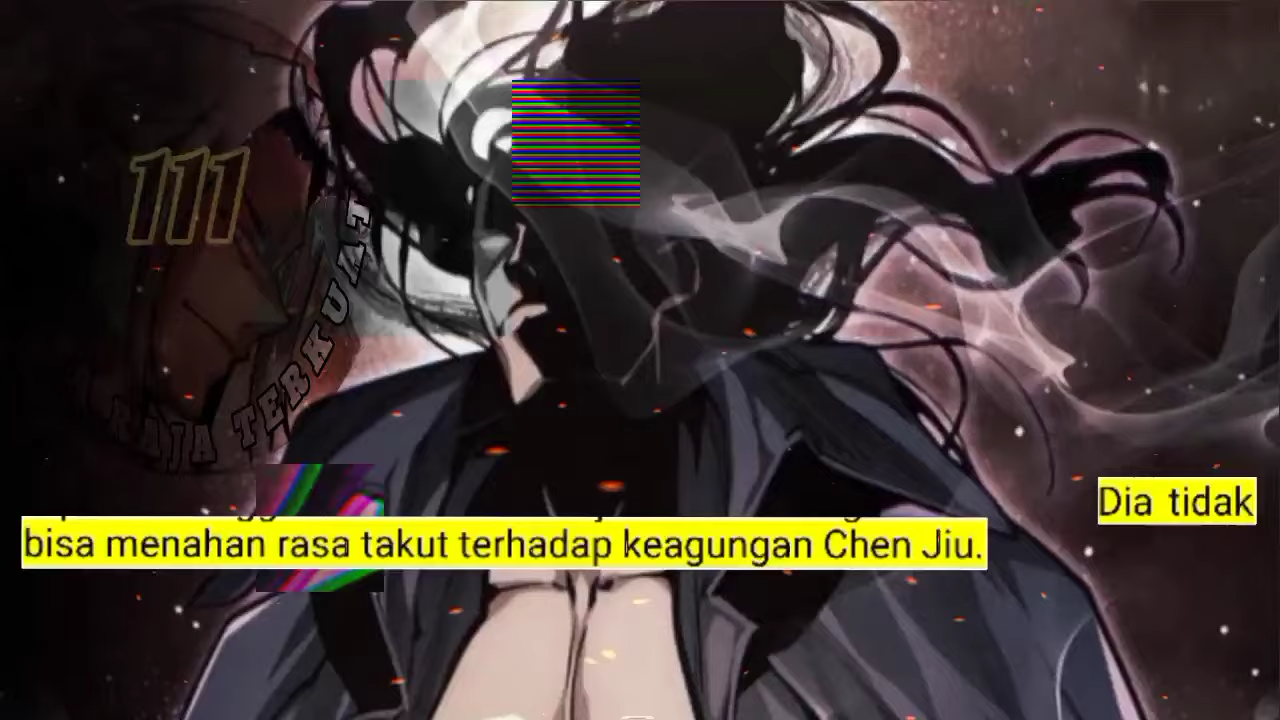 111
RAJA TERKUAT
Dia tidak
bisa menahan rasa takut terhadap keagungan Chen Jiu.